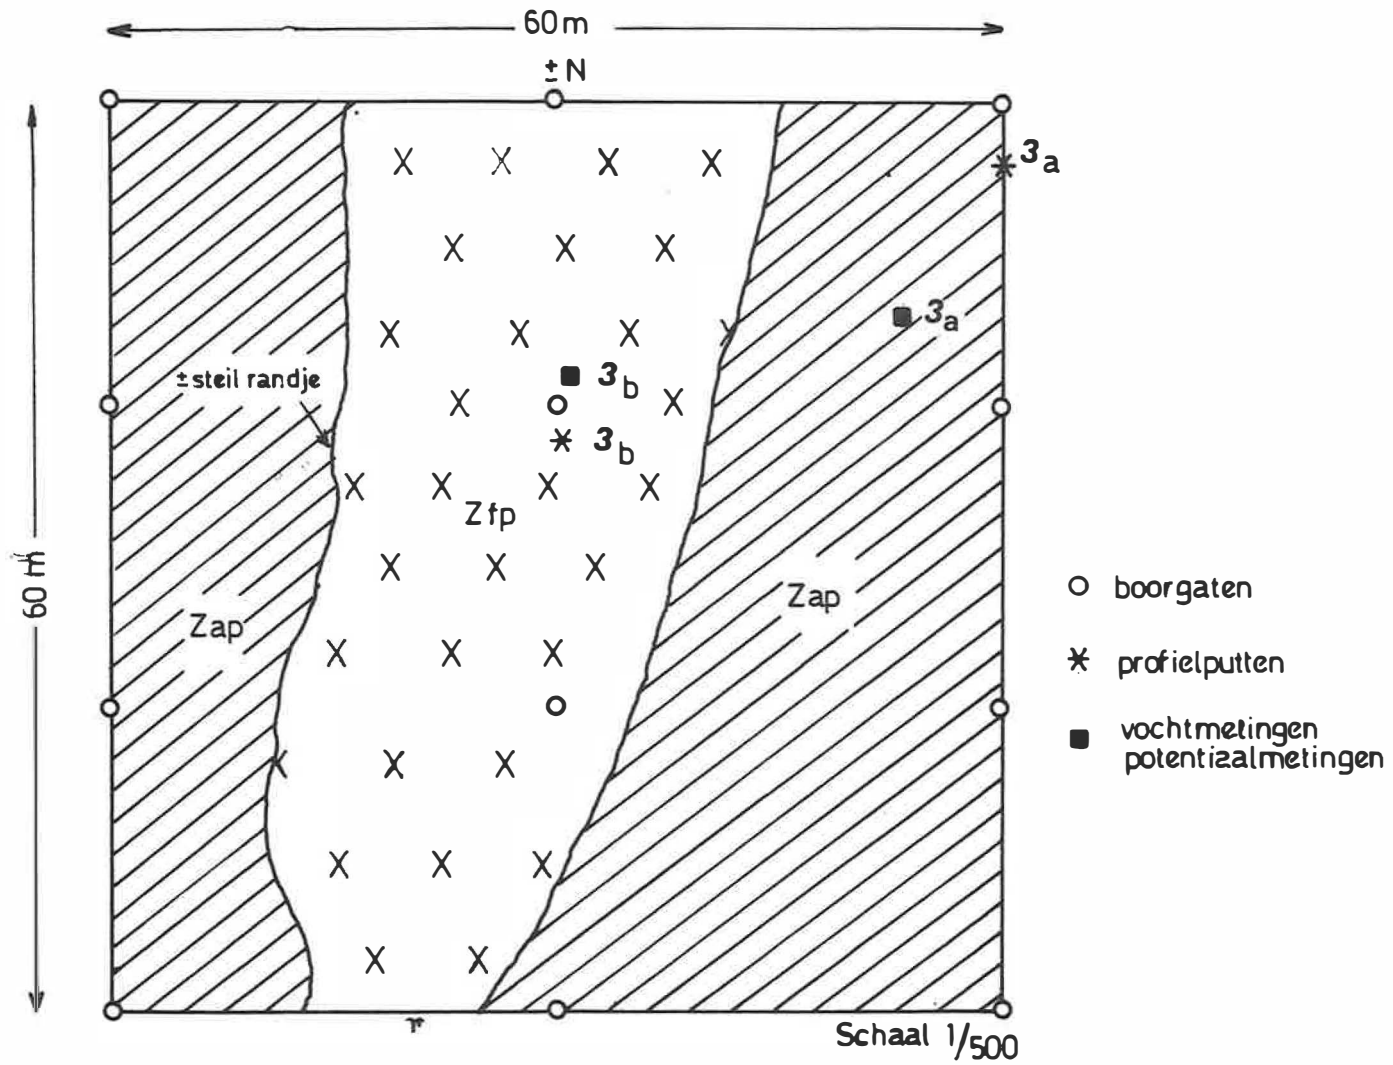 60 m
± N
3a
3a
± steil randje
3b
3b
Zfp
60 m
Zap
Zap
boorgaten
profielputten
vochtmetingen
potentiaalmetingen
Schaal 1/500